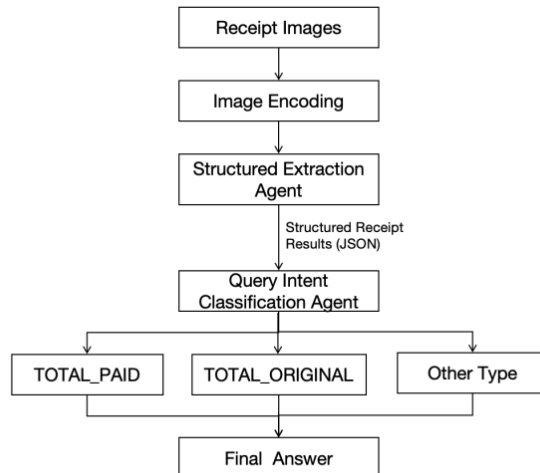 Receipt Images
Image Encoding
Structured Extraction
Agent
Structured Receipt
Results (JSON)
Query Intent
Classification Agent
TOTAL_PAID
TOTAL_ORIGINAL
Other Type
Final Answer